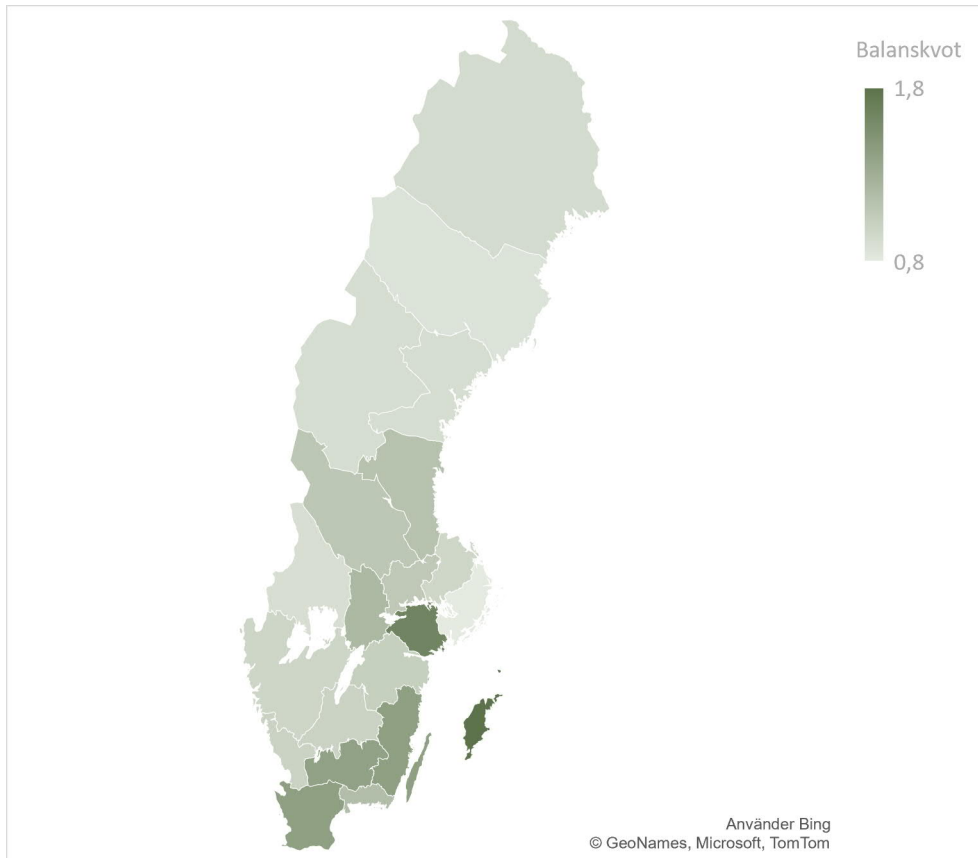 Balanskvot
1,8
0,8
Använder Bing
© GeoNames, Microsoft, TomTom